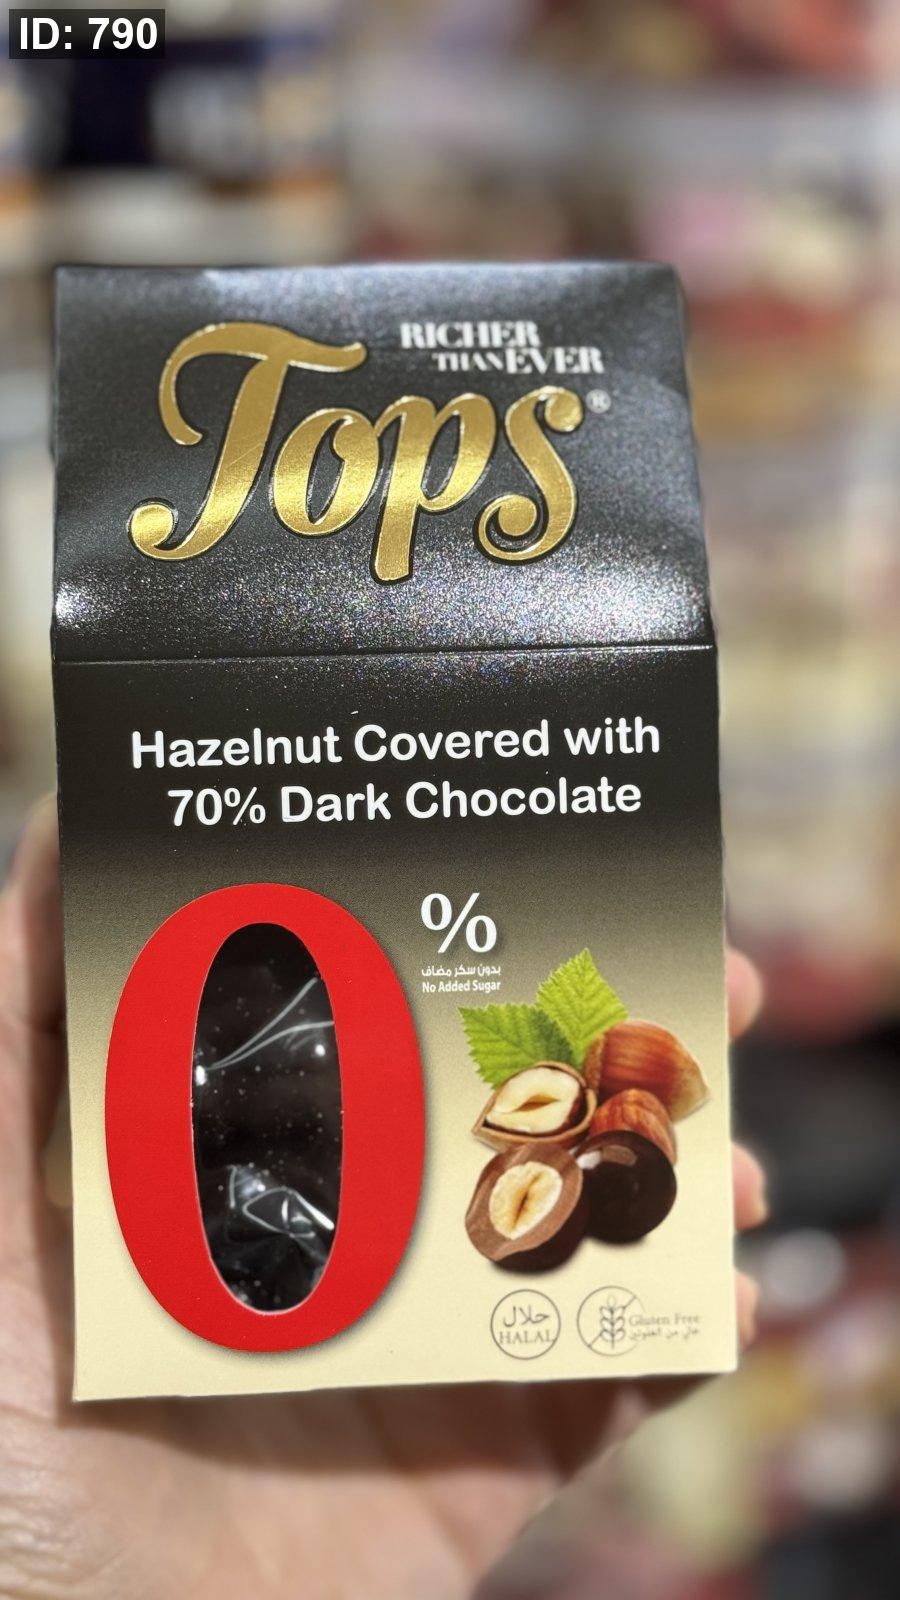 ID: 790
RICHER
THAN EVER
Tops®
Hazelnut Covered with
70% Dark Chocolate
0%
بدون سكر مضاف
No Added Sugar
حلال
HALAL
Gluten Free
خالي من الغلوتين